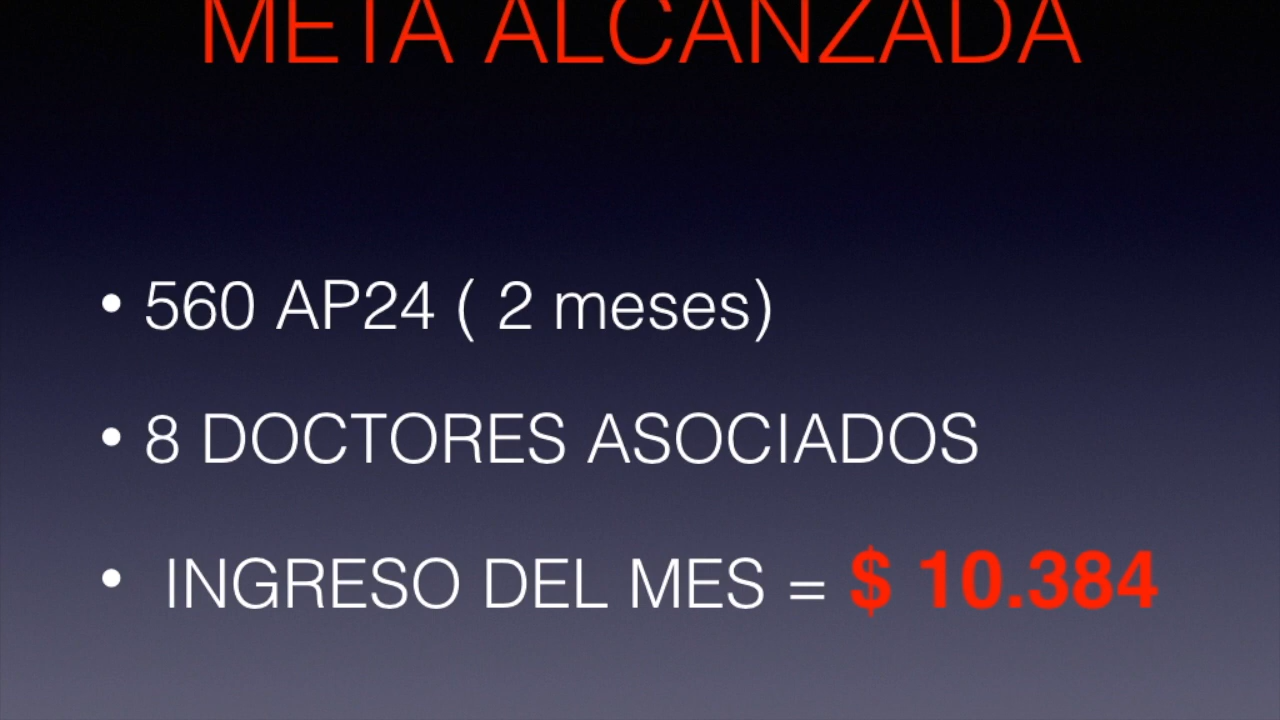 META ALCANZADA
• 560 AP24 ( 2 meses)
• 8 DOCTORES ASOCIADOS
• INGRESO DEL MES = $ 10.384